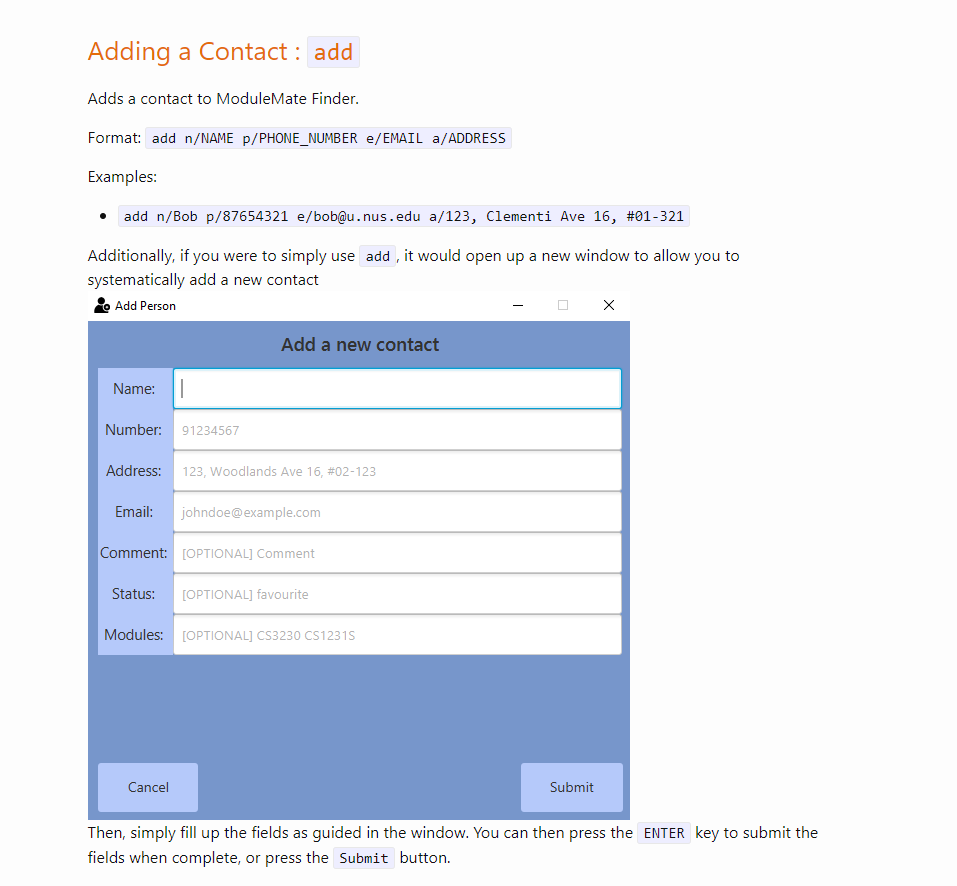 Adding a Contact : add
Adds a contact to ModuleMate Finder.
Format: add n/NAME p/PHONE_NUMBER e/EMAIL a/ADDRESS
Examples:
• add n/Bob p/87654321 e/bob@u.nus.edu a/123, Clementi Ave 16, #01-321
Additionally, if you were to simply use add, it would open up a new window to allow you to
systematically add a new contact
Add Person
Add a new contact
Name:
Number: 91234567
Address: 123, Woodlands Ave 16, #02-123
Email: johndoe@example.com
Comment: [OPTIONAL] Comment
Status: [OPTIONAL] favourite
Modules: [OPTIONAL] CS3230 CS1231S
Cancel Submit
Then, simply fill up the fields as guided in the window. You can then press the ENTER key to submit the
fields when complete, or press the Submit button.